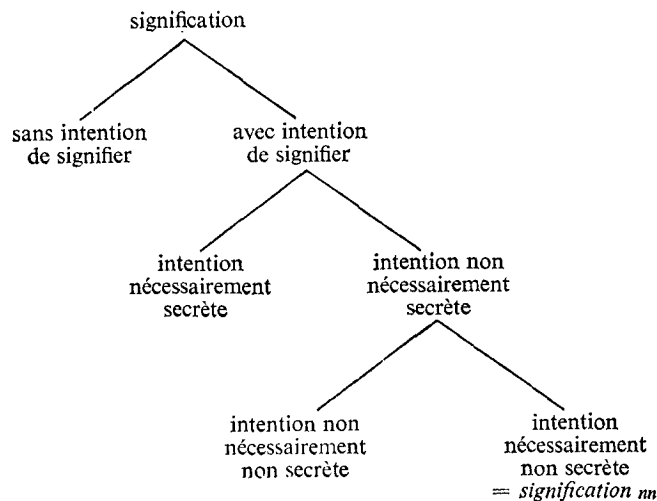 signification
sans intention
de signifier
avec intention
de signifier
intention
nécessairement
secrète
intention non
nécessairement
secrète
intention non
nécessairement
non secrète
intention
nécessairement
non secrète
= signification nn